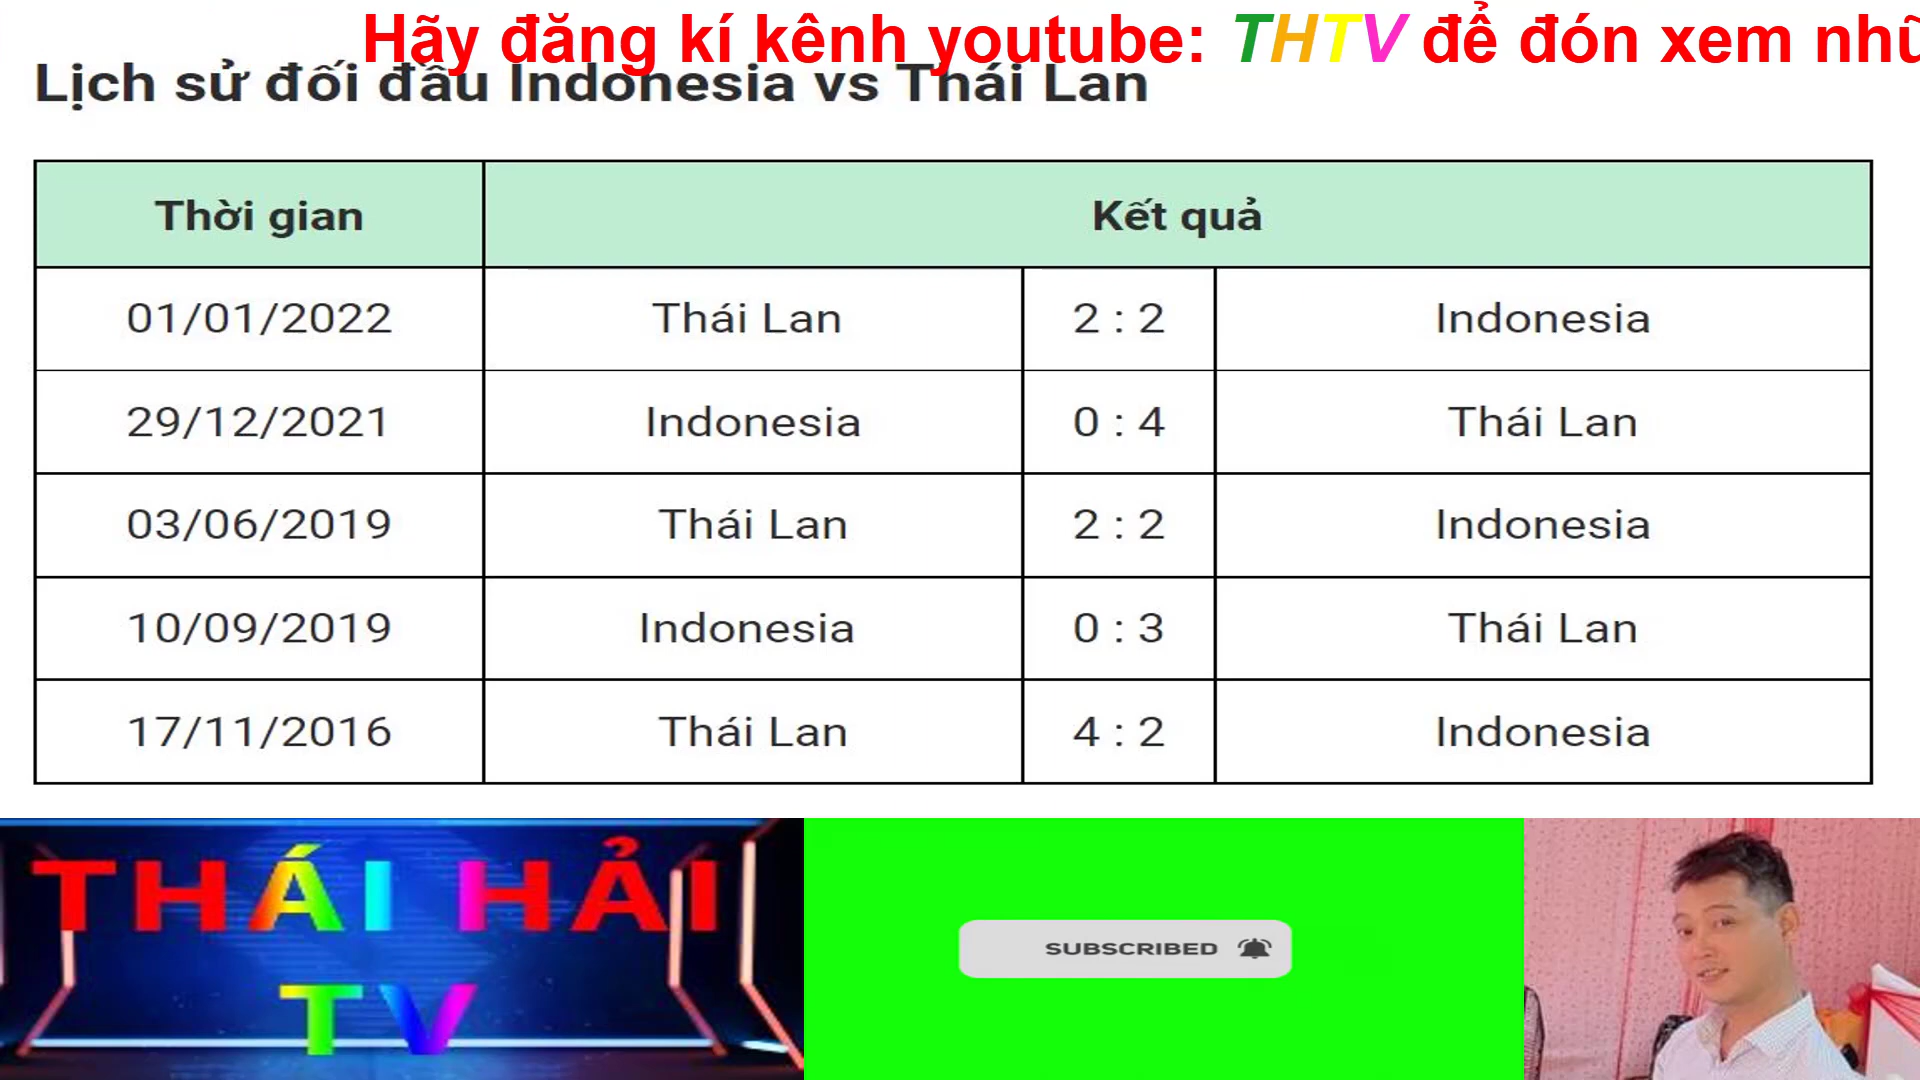 Hãy đăng kí kênh youtube: THTV để đón xem
Lịch sử đối đầu Indonesia vs Thái Lan
Thời gian Kết quả
01/01/2022 Thái Lan 2 : 2 Indonesia
29/12/2021 Indonesia 0 : 4 Thái Lan
03/06/2019 Thái Lan 2 : 2 Indonesia
10/09/2019 Indonesia 0 : 3 Thái Lan
17/11/2016 Thái Lan 4 : 2 Indonesia
THÁI HẢI
TV
SUBSCRIBED